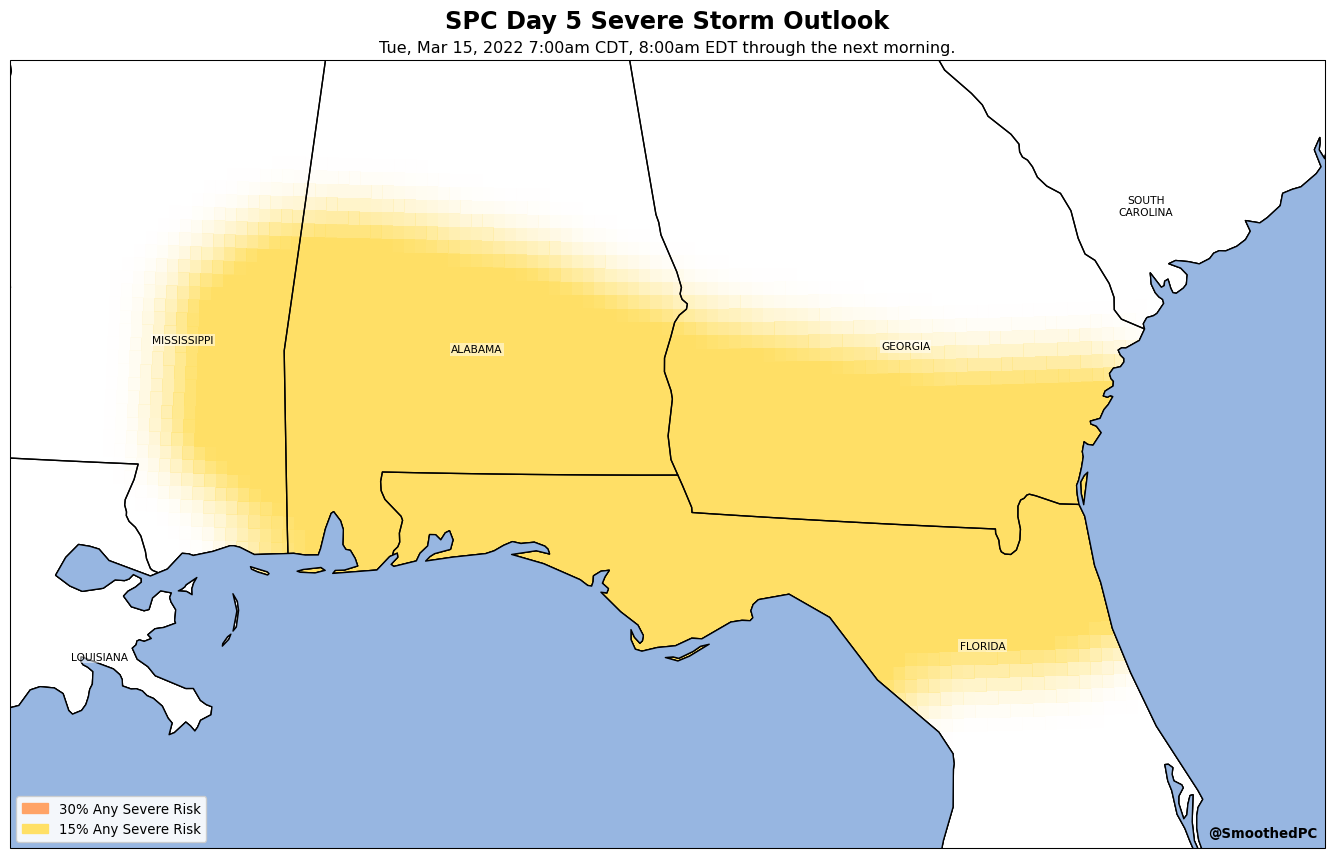 SPC Day 5 Severe Storm Outlook
Tue, Mar 15, 2022 7:00am CDT, 8:00am EDT through the next morning.
SOUTH
CAROLINA
MISSISSIPPI
ALABAMA
GEORGIA
FLORIDA
LOUISIANA
30% Any Severe Risk
15% Any Severe Risk
@SmoothedPC